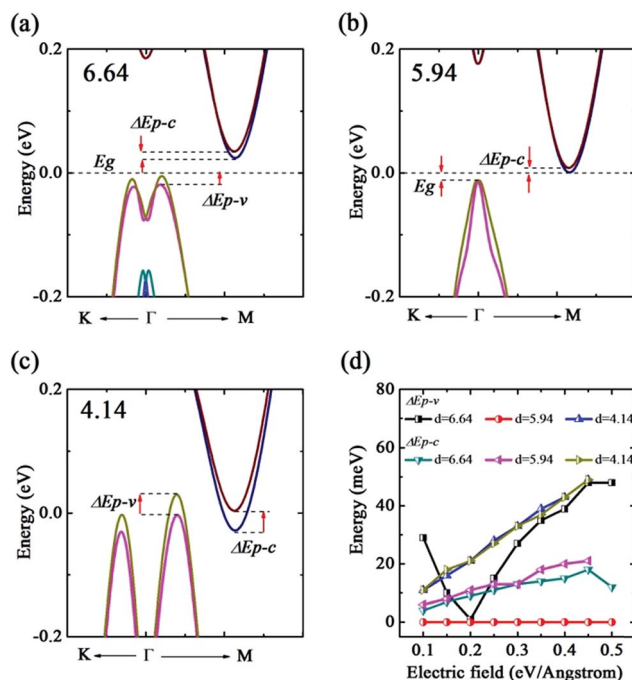 (a)
0.2
6.64
ΔEp-c
Eg
ΔEp-v
Energy (eV)
0.0
-0.2
K Γ M
(b)
0.2
5.94
ΔEp-c
Eg
Energy (eV)
0.0
-0.2
K Γ M
(c)
0.2
4.14
ΔEp-v
ΔEp-c
Energy (eV)
0.0
-0.2
K Γ M
(d)
80
ΔEp-v
d=6.64 d=5.94 d=4.14
ΔEp-c
d=6.64 d=5.94 d=4.14
60
40
20
0
Energy (meV)
0.1 0.2 0.3 0.4 0.5
Electric field (eV/Angstrom)